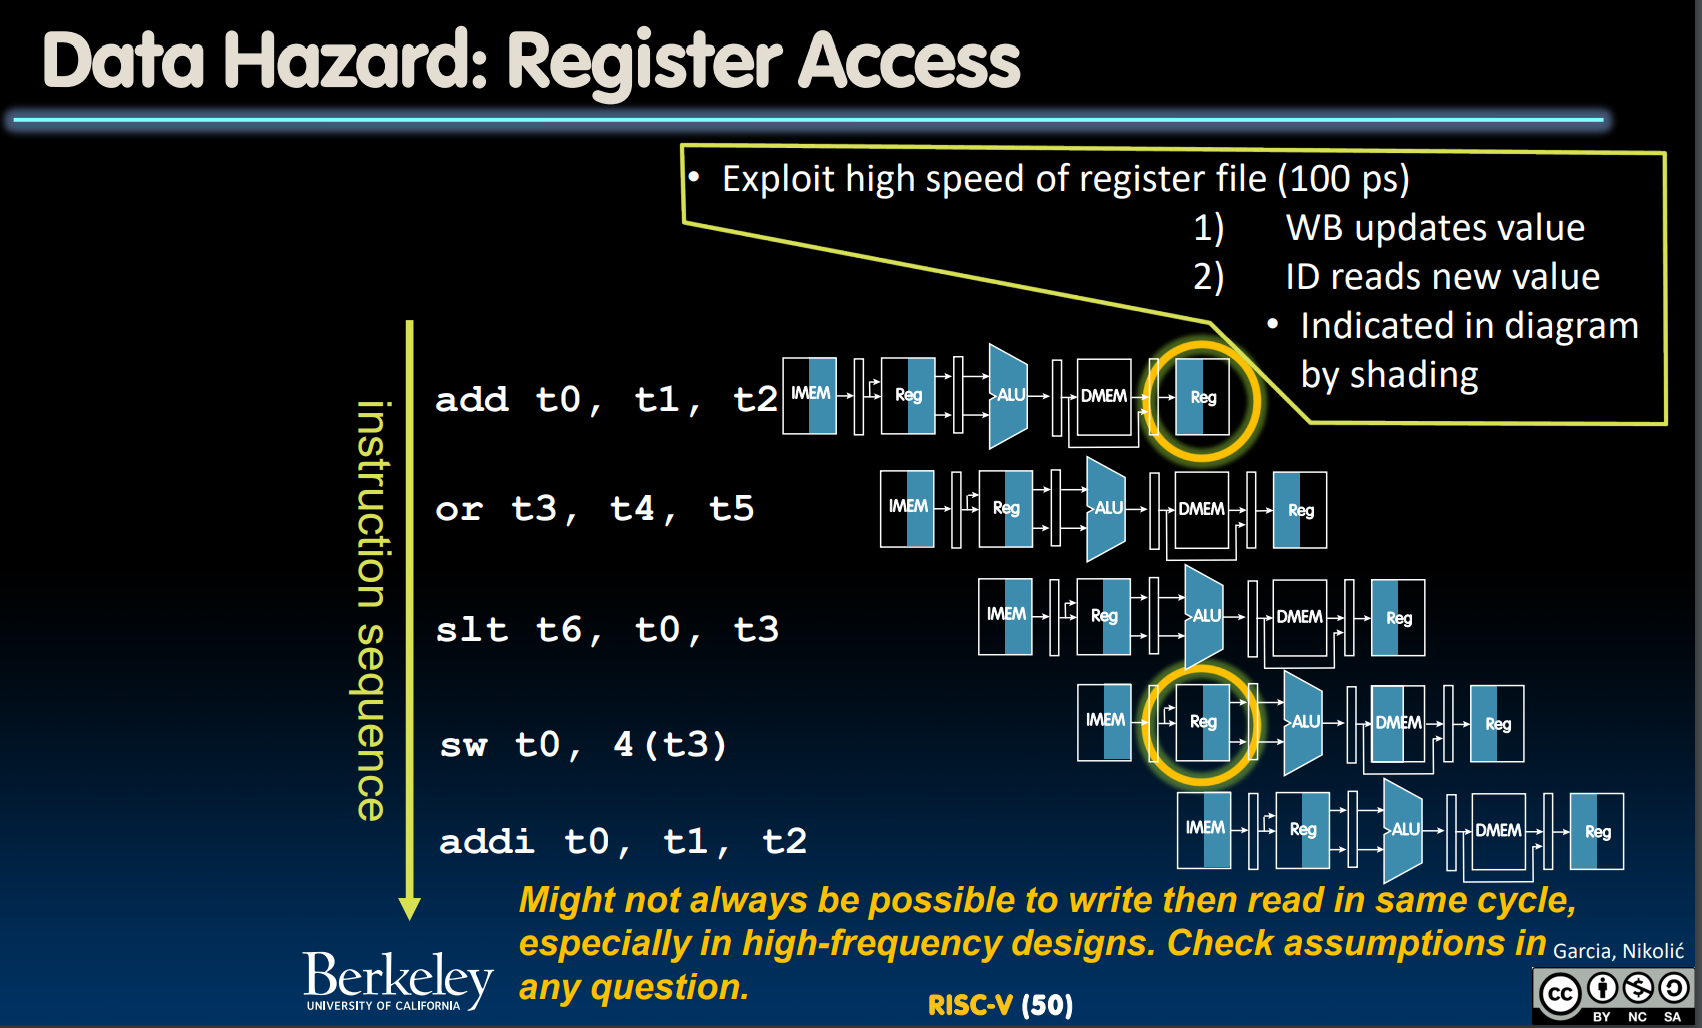 Data Hazard: Register Access
• Exploit high speed of register file (100 ps)
1) WB updates value
2) ID reads new value
• Indicated in diagram
by shading
instruction sequence
add t0, t1, t2
IMEM Reg ALU DMEM Reg
or t3, t4, t5
IMEM Reg ALU DMEM Reg
slt t6, t0, t3
IMEM Reg ALU DMEM Reg
sw t0, 4(t3)
IMEM Reg ALU DMEM Reg
addi t0, t1, t2
IMEM Reg ALU DMEM Reg
Might not always be possible to write then read in same cycle,
especially in high-frequency designs. Check assumptions in
any question.
Garcia, Nikolić
Berkeley
UNIVERSITY OF CALIFORNIA
RISC-V (50)
cc
BY NC SA